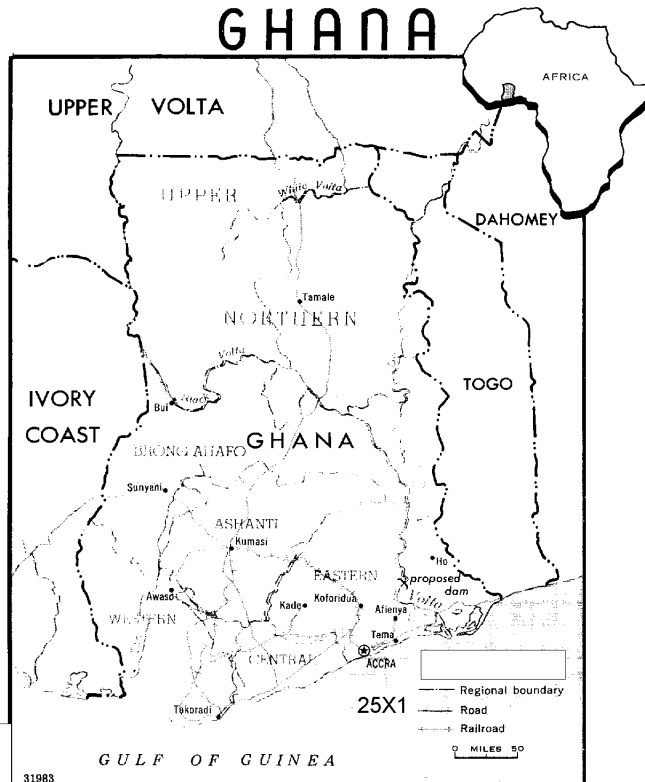 GHANA
AFRICA
UPPER VOLTA
UPPER
White Volta
DAHOMEY
Tamale
NORTHERN
Volta
Black
Bui
TOGO
IVORY
COAST
GHANA
BRONG AHAFO
Sunyani
ASHANTI
Kumasi
Ho
EASTERN
proposed
dam
Awaso
Kade
Koforidua
Volta
Afienya
WESTERN
Tema
CENTRAL
ACCRA
25X1
Regional boundary
Road
Railroad
Takoradi
0 MILES 50
GULF OF GUINEA
31983